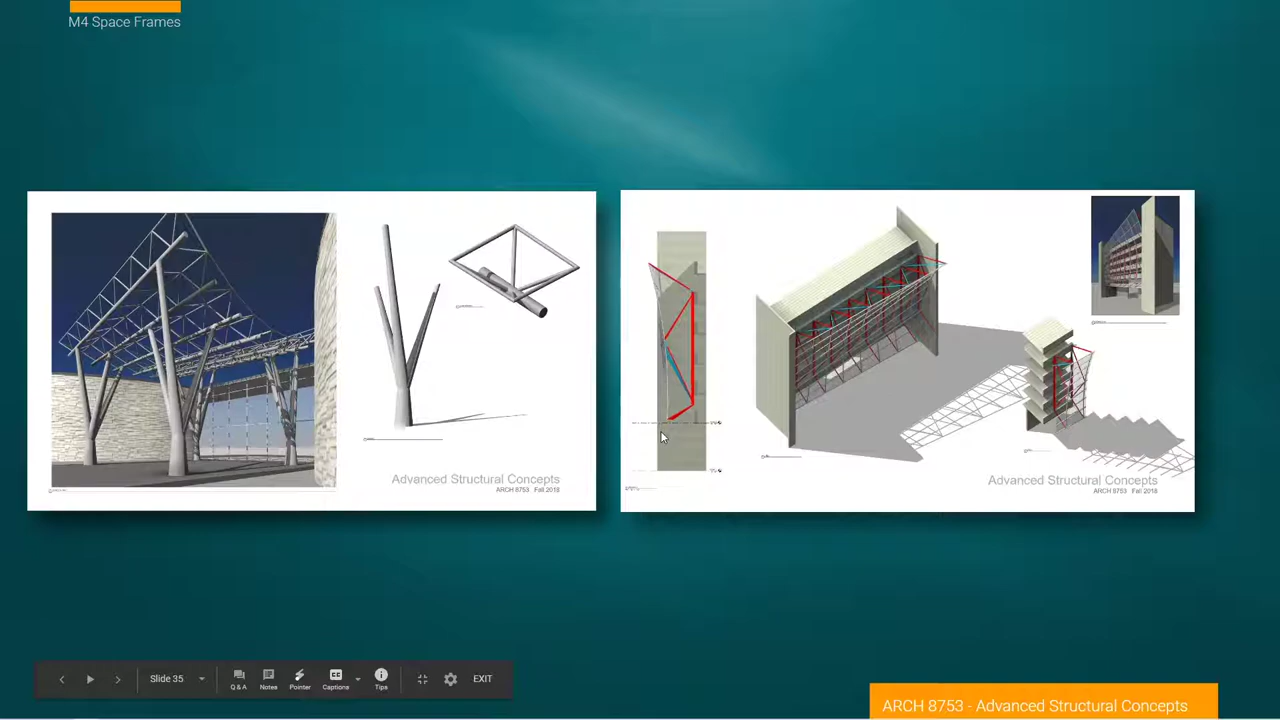 M4 Space Frames
Advanced Structural Concepts
ARCH 8753 Fall 2018
Advanced Structural Concepts
ARCH 8753 Fall 2018
Slide 35
Q & A
Notes
Pointer
CC
Captions
Tips
EXIT
ARCH 8753 - Advanced Structural Concepts